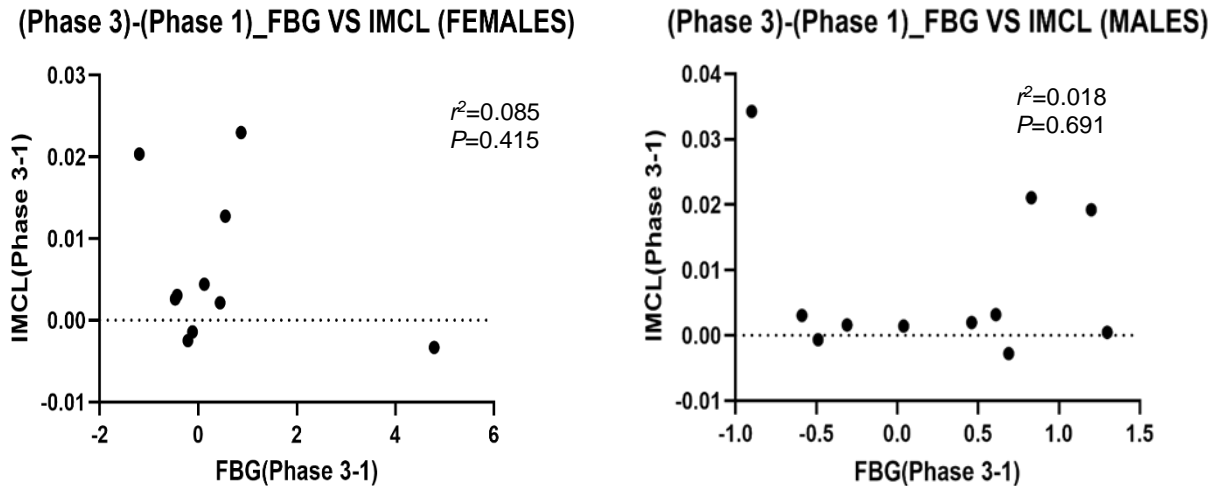 (Phase 3)-(Phase 1)_FBG VS IMCL (FEMALES)
r²=0.085
P=0.415
IMCL(Phase 3-1)
0.03
0.02
0.01
0.00
-0.01
-2 0 2 4 6
FBG(Phase 3-1)
(Phase 3)-(Phase 1)_FBG VS IMCL (MALES)
r²=0.018
P=0.691
IMCL(Phase 3-1)
0.04
0.03
0.02
0.01
0.00
-0.01
-1.0 -0.5 0.0 0.5 1.0 1.5
FBG(Phase 3-1)